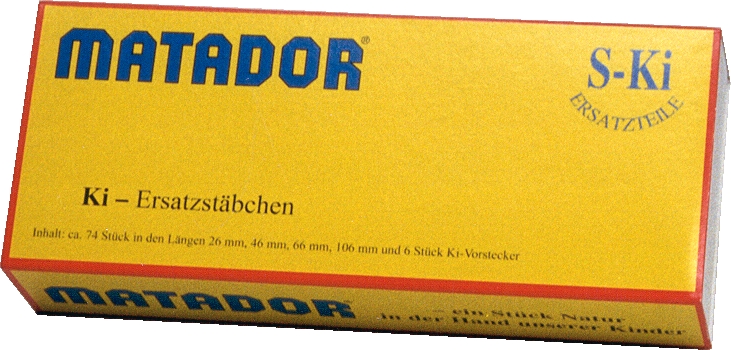 MATADOR®
S-Ki
ERSATZTEILE
Ki – Ersatzstäbchen
Inhalt: ca. 74 Stück in den Längen 26 mm, 46 mm, 66 mm, 106 mm und 6 Stück Ki-Vorstecker
MATADOR
– ein Stück Natur
in der Hand unserer Kinder